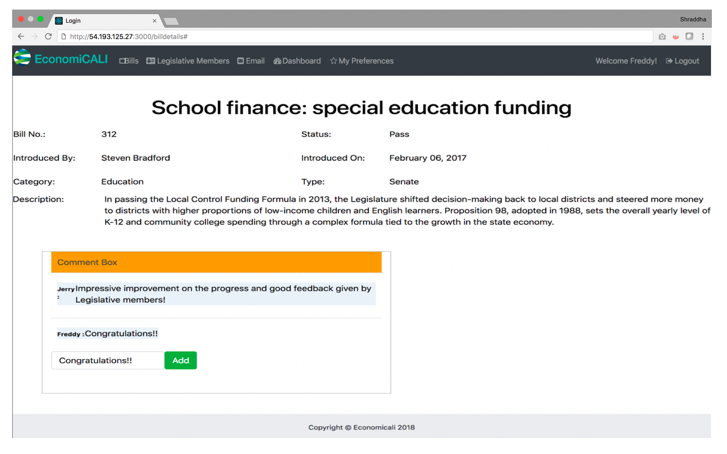 Login
Shraddha
http://54.193.125.27:3000/billdetails#
EconomiCALI Bills Legislative Members Email Dashboard My Preferences Welcome Freddy! Logout
School finance: special education funding
Bill No.: 312 Status: Pass
Introduced By: Steven Bradford Introduced On: February 06, 2017
Category: Education Type: Senate
Description: In passing the Local Control Funding Formula in 2013, the Legislature shifted decision-making back to local districts and steered more money
to districts with higher proportions of low-income children and English learners. Proposition 98, adopted in 1988, sets the overall yearly level of
K-12 and community college spending through a complex formula tied to the growth in the state economy.
Comment Box
Jerry : Impressive improvement on the progress and good feedback given by
Legislative members!
Freddy :Congratulations!!
Congratulations!! Add
Copyright @ Economicali 2018